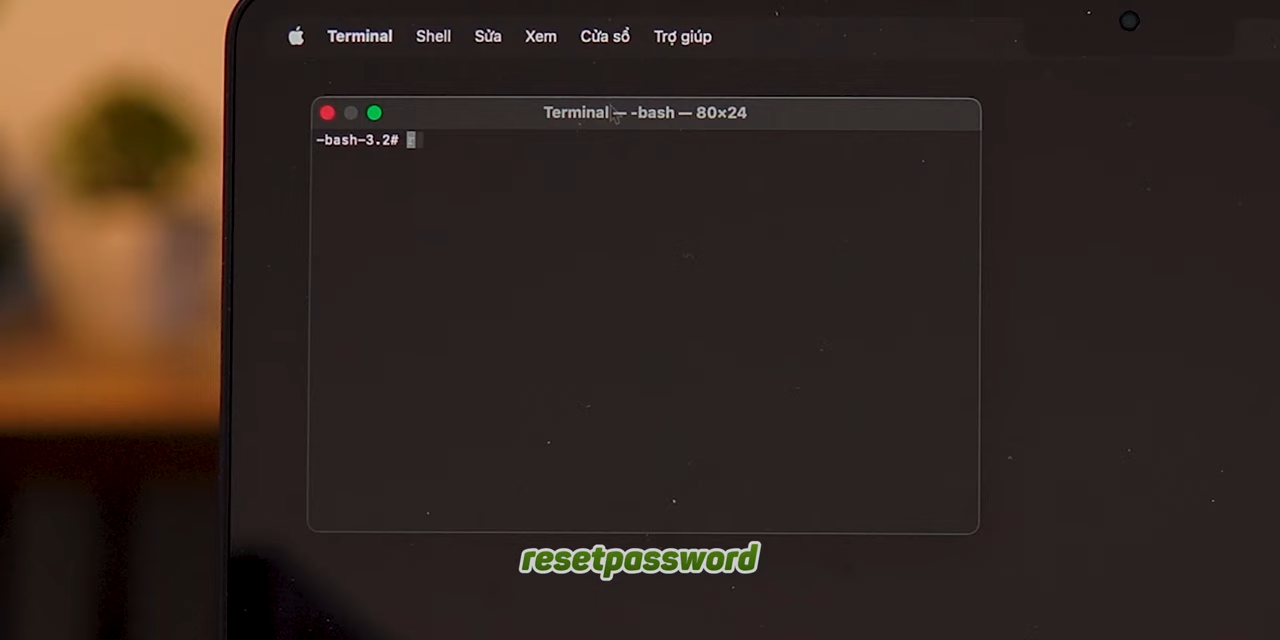 Terminal Shell Sửa Xem Cửa sổ Trợ giúp
Terminal — -bash — 80×24
-bash-3.2#
resetpassword